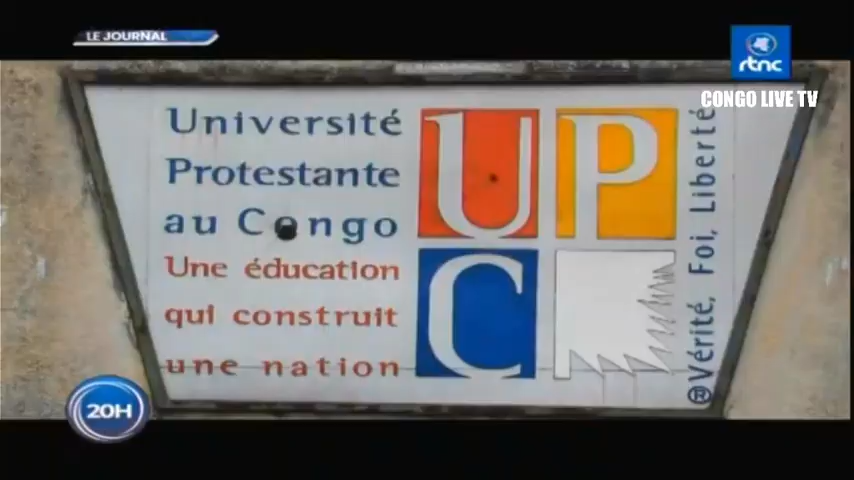 LE JOURNAL
rtnc
CONGO LIVE TV
Université
Protestante
au Congo
Une éducation
qui construit
une nation
UP
C
®Vérité, Foi, Liberté
20H